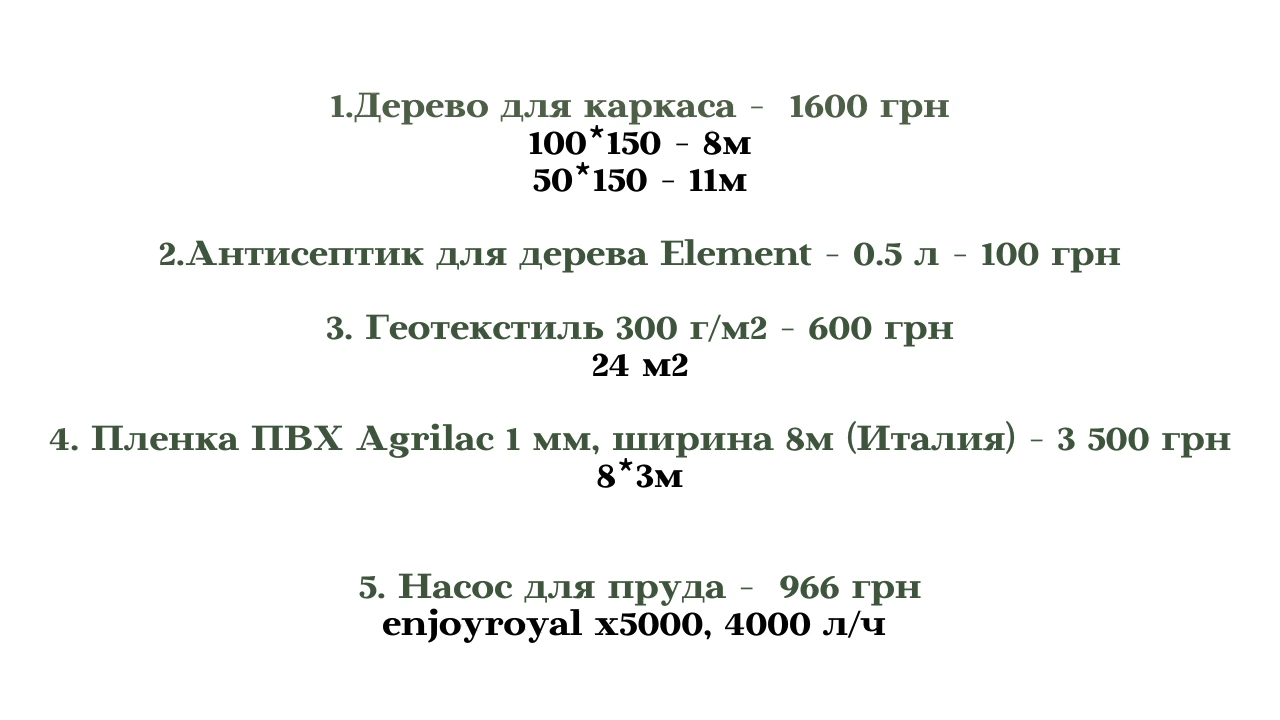 1.Дерево для каркаса - 1600 грн
100*150 - 8м
50*150 - 11м
2.Антисептик для дерева Element - 0.5 л - 100 грн
3. Геотекстиль 300 г/м2 - 600 грн
24 м2
4. Пленка ПВХ Agrilac 1 мм, ширина 8м (Италия) - 3 500 грн
8*3м
5. Насос для пруда - 966 грн
enjoyroyal x5000, 4000 л/ч